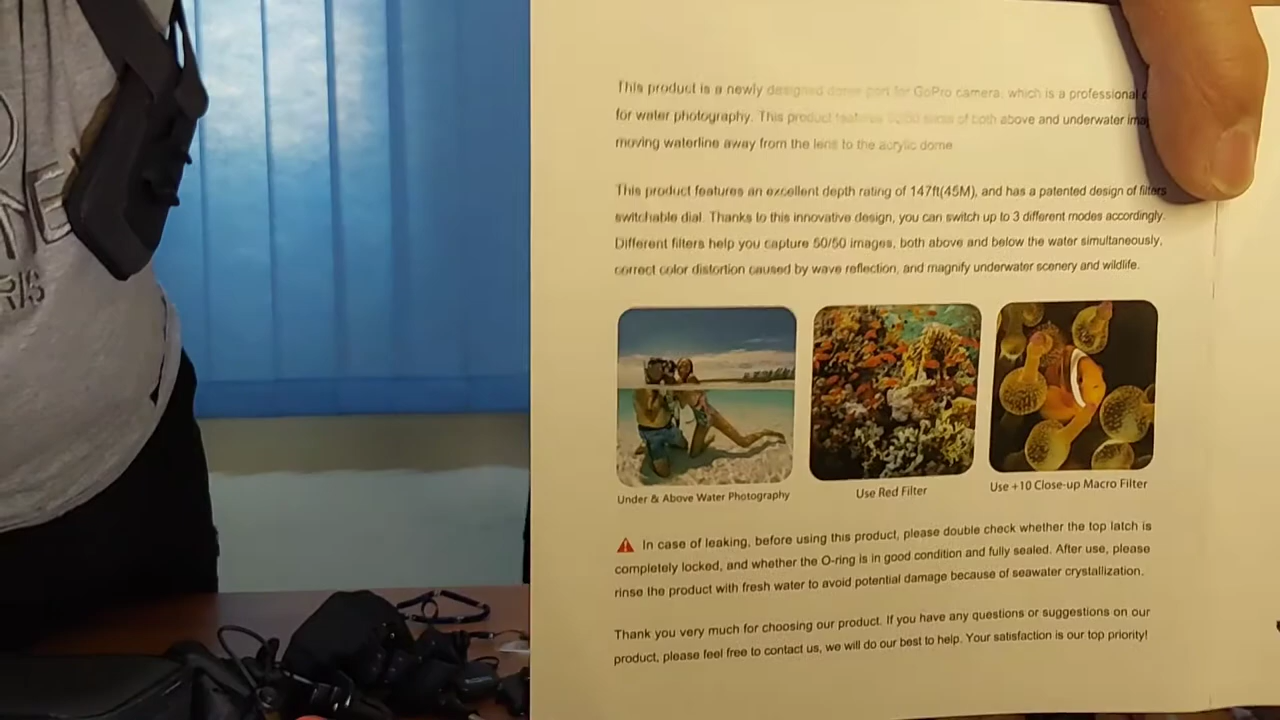 This product is a newly designed dome port for GoPro camera, which is a professional
for water photography. This product features 50/50 shots of both above and underwater
moving waterline away from the lens to the acrylic dome
This product features an excellent depth rating of 147ft(45M), and has a patented design of filters
switchable dial. Thanks to this innovative design, you can switch up to 3 different modes accordingly.
Different filters help you capture 50/50 images, both above and below the water simultaneously,
correct color distortion caused by wave reflection, and magnify underwater scenery and wildlife.
Under & Above Water Photography
Use Red Filter
Use +10 Close-up Macro Filter
In case of leaking, before using this product, please double check whether the top latch is
completely locked, and whether the O-ring is in good condition and fully sealed. After use, please
rinse the product with fresh water to avoid potential damage because of seawater crystallization.
Thank you very much for choosing our product. If you have any questions or suggestions on our
product, please feel free to contact us, we will do our best to help. Your satisfaction is our top priority!